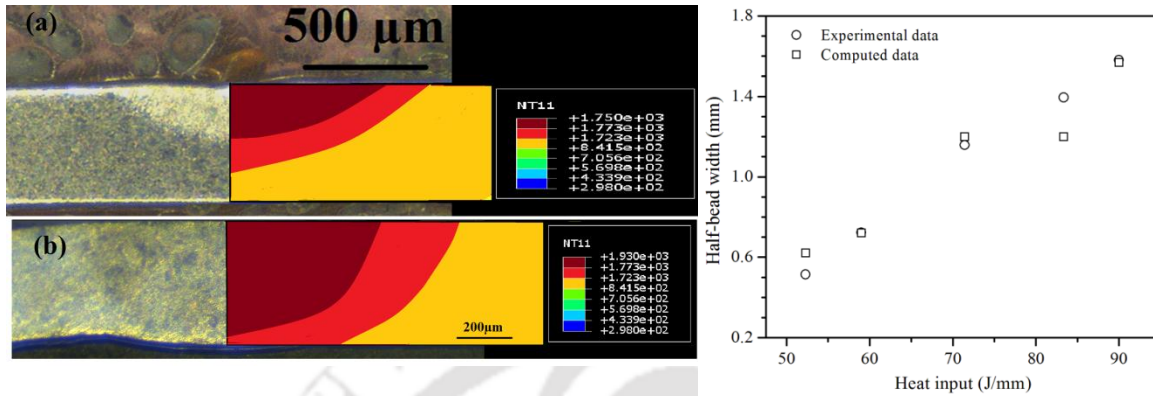 (a)
500 µm
NT11
+1.750e+03
+1.773e+03
+1.723e+03
+8.415e+02
+7.056e+02
+5.698e+02
+4.339e+02
+2.980e+02
(b)
200µm
NT11
+1.930e+03
+1.773e+03
+1.723e+03
+8.415e+02
+7.056e+02
+5.698e+02
+4.339e+02
+2.980e+02
1.8
1.4
1.0
0.6
0.2
Half-bead width (mm)
Experimental data
Computed data
50 60 70 80 90
Heat input (J/mm)